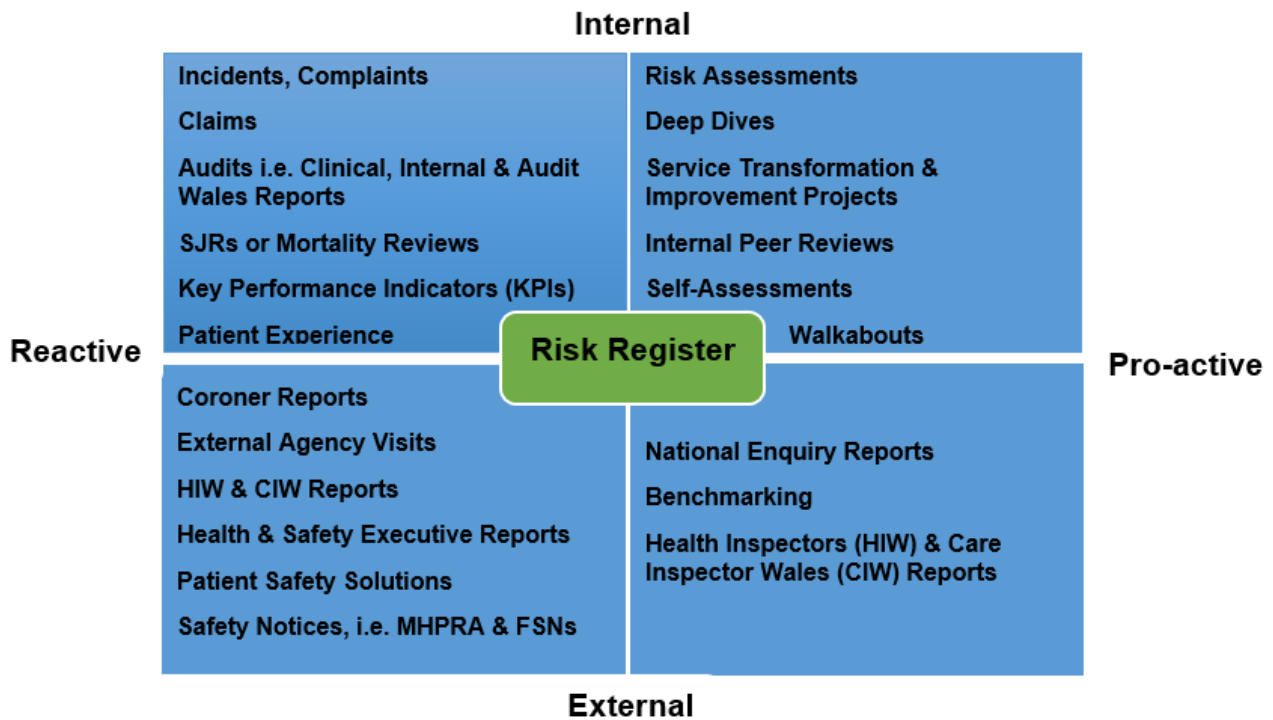 Internal
Incidents, Complaints
Claims
Audits i.e. Clinical, Internal & Audit
Wales Reports
SJRs or Mortality Reviews
Key Performance Indicators (KPIs)
Patient Experience
Risk Assessments
Deep Dives
Service Transformation &
Improvement Projects
Internal Peer Reviews
Self-Assessments
Walkabouts
Reactive
Risk Register
Pro-active
Coroner Reports
External Agency Visits
HIW & CIW Reports
Health & Safety Executive Reports
Patient Safety Solutions
Safety Notices, i.e. MHPRA & FSNs
National Enquiry Reports
Benchmarking
Health Inspectors (HIW) & Care
Inspector Wales (CIW) Reports
External